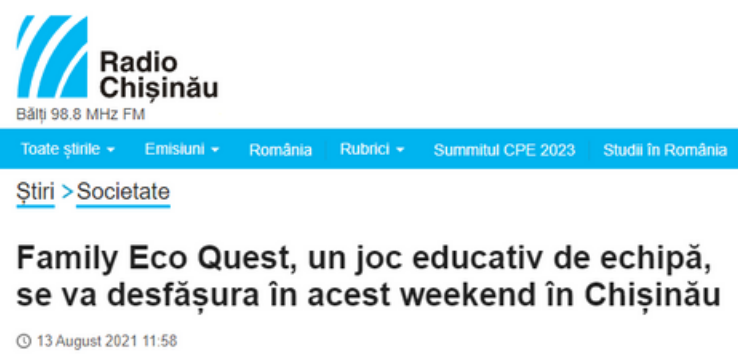 Radio
Chișinău
Bălți 98.8 MHz FM
Toate știrile Emisiuni România Rubrici Summitul CPE 2023 Studii în România
Știri > Societate
Family Eco Quest, un joc educativ de echipă,
se va desfășura în acest weekend în Chișinău
13 August 2021 11:58